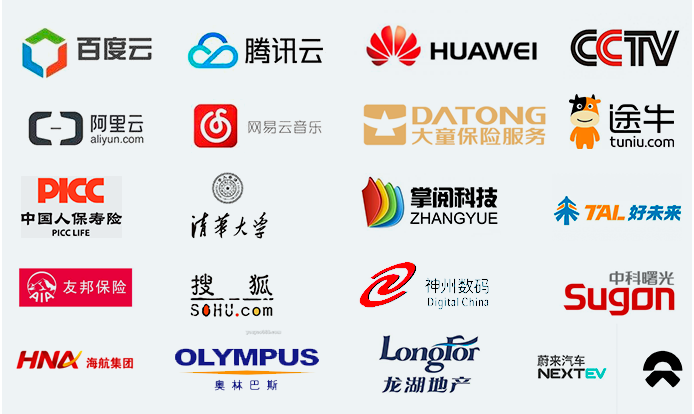 百度云
腾讯云
HUAWEI
CCTV
阿里云
aliyun.com
网易云音乐
DATONG
大童保险服务
途牛
tuniu.com
PICC
中国人保寿险
PICC LIFE
清華大学
掌阅科技
ZHANGYUE
TAL 好未来
AIA
友邦保险
搜狐
SOHU.com
神州数码
Digital China
中科曙光
Sugon
HNA 海航集团
OLYMPUS
奥林巴斯
Longfor
龙湖地产
蔚来汽车
NEXTEV